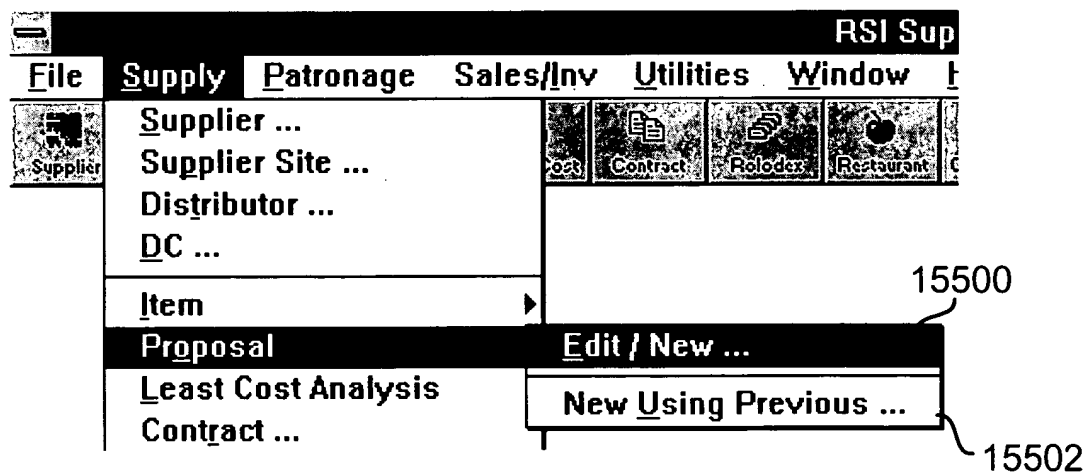 RSI Sup
File Supply Patronage Sales/Inv Utilities Window H
Supplier ost Contract Rolodex Restaurant
Supplier ...
Supplier Site ...
Distributor ...
DC ...
15500
Item
Proposal Edit / New ...
Least Cost Analysis
New Using Previous ...
Contract ...
15502